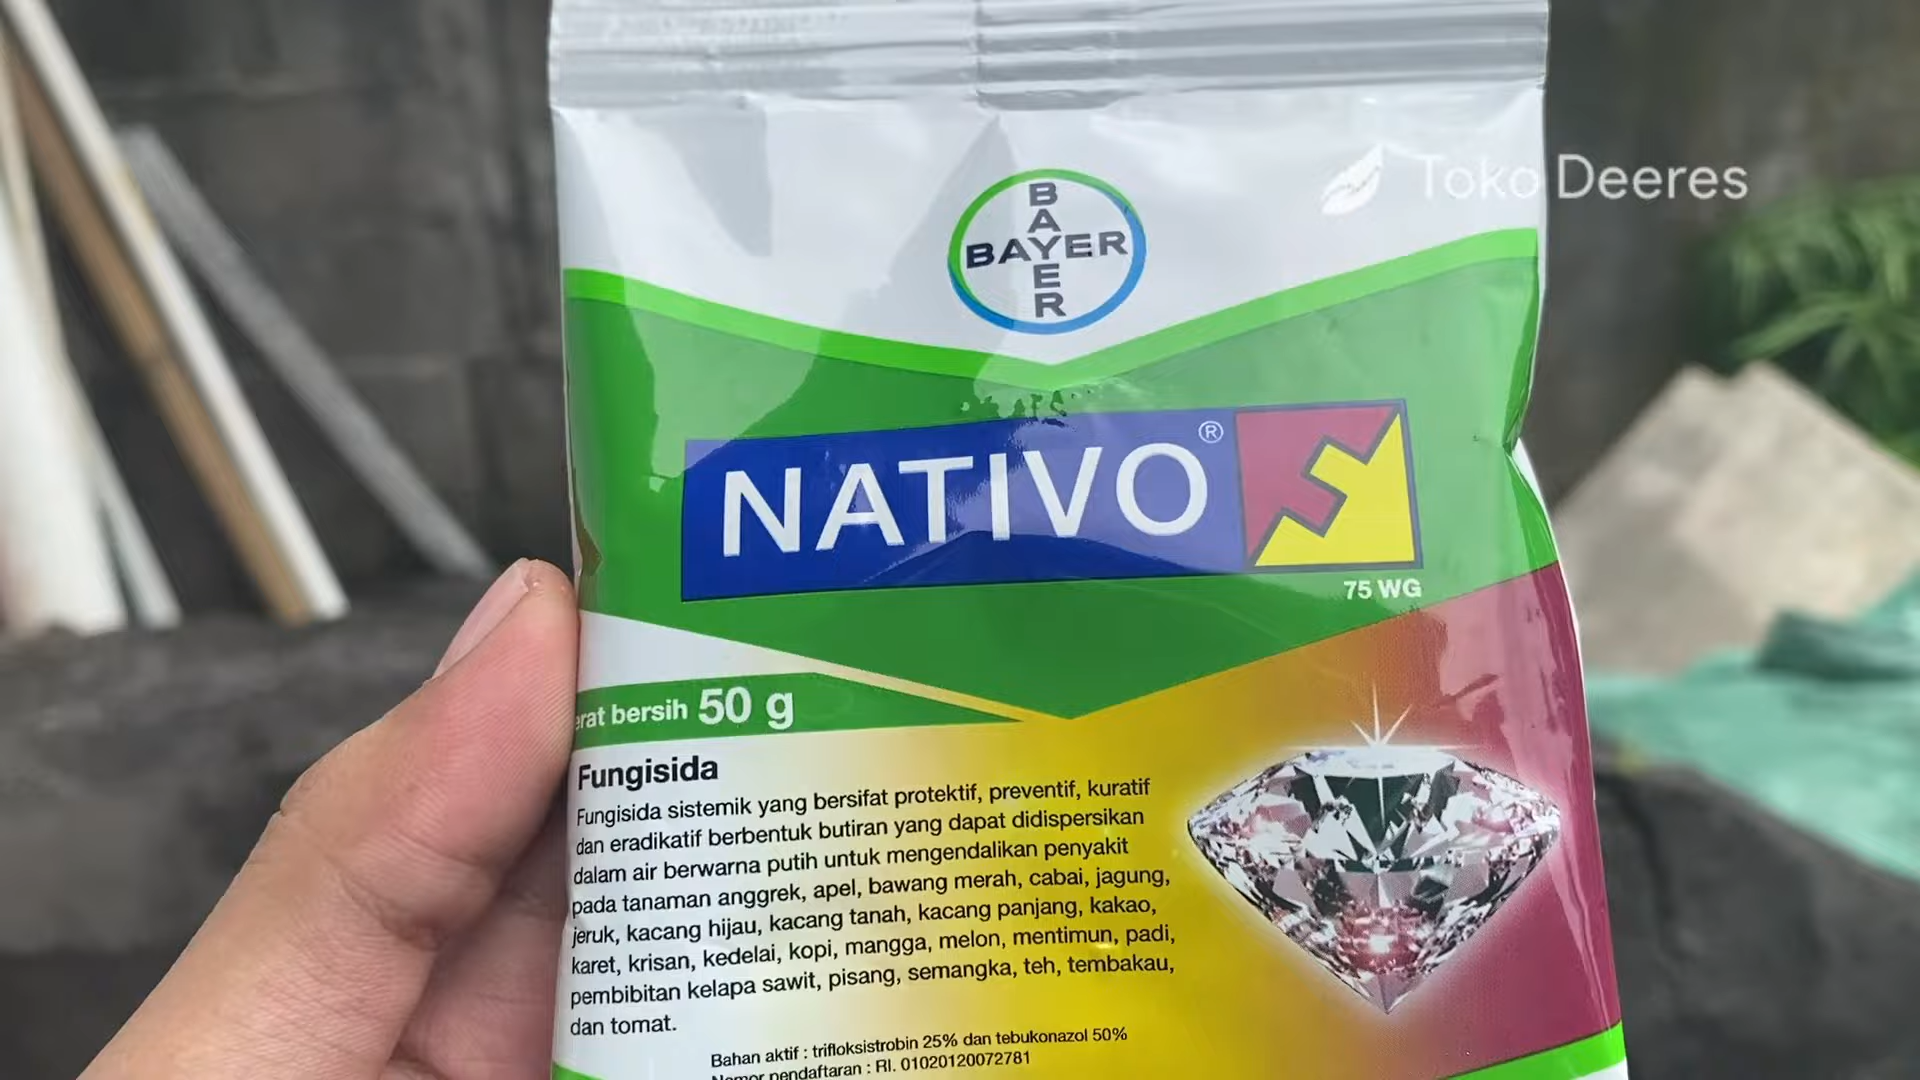 Toko Deeres
BAYER
BAYER
NATIVO®
75 WG
bersih 50 g
Fungisida
Fungisida sistemik yang bersifat protektif, preventif, kuratif
dan eradikatif berbentuk butiran yang dapat didispersikan
dalam air berwarna putih untuk mengendalikan penyakit
pada tanaman anggrek, apel, bawang merah, cabai, jagung,
jeruk, kacang hijau, kacang tanah, kacang panjang, kakao,
karet, krisan, kedelai, kopi, mangga, melon, mentimun, padi,
pembibitan kelapa sawit, pisang, semangka, teh, tembakau,
dan tomat.
Bahan aktif : trifloksistrobin 25% dan tebukonazol 50%
Nomor pendaftaran : RI. 01020120072781